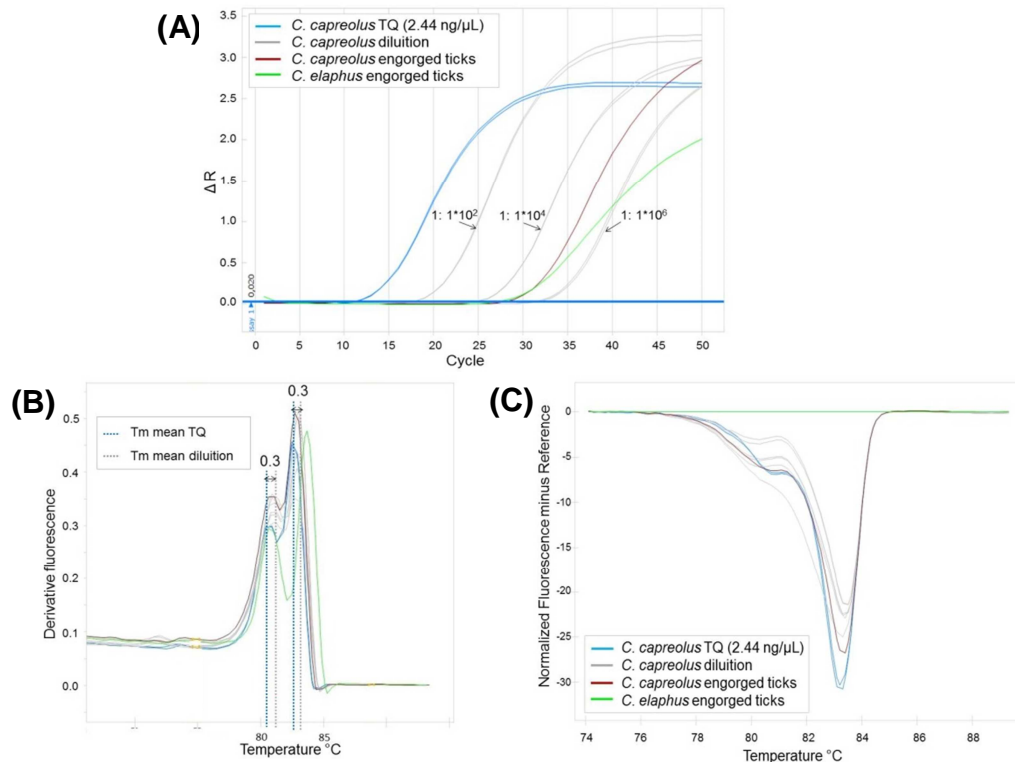 (A)
C. capreolus TQ (2.44 ng/µL)
C. capreolus diluition
C. capreolus engorged ticks
C. elaphus engorged ticks
3.5
3.0
2.5
2.0
1.5
1.0
0.5
0.0
Δ R
1: 1*10²
1: 1*10⁴
1: 1*10⁶
0,020
say 1
0 5 10 15 20 25 30 35 40 45 50
Cycle
(B)
0.3
0.3
Tm mean TQ
Tm mean dilution
0.5
0.4
0.3
0.2
0.1
0.0
Derivative fluorescence
80 85
Temperature °C
(C)
0
-5
-10
-15
-20
-25
-30
Normalized Fluorescence minus Reference
C. capreolus TQ (2.44 ng/µL)
C. capreolus dilution
C. capreolus engorged ticks
C. elaphus engorged ticks
74 76 78 80 82 84 86 88
Temperature °C